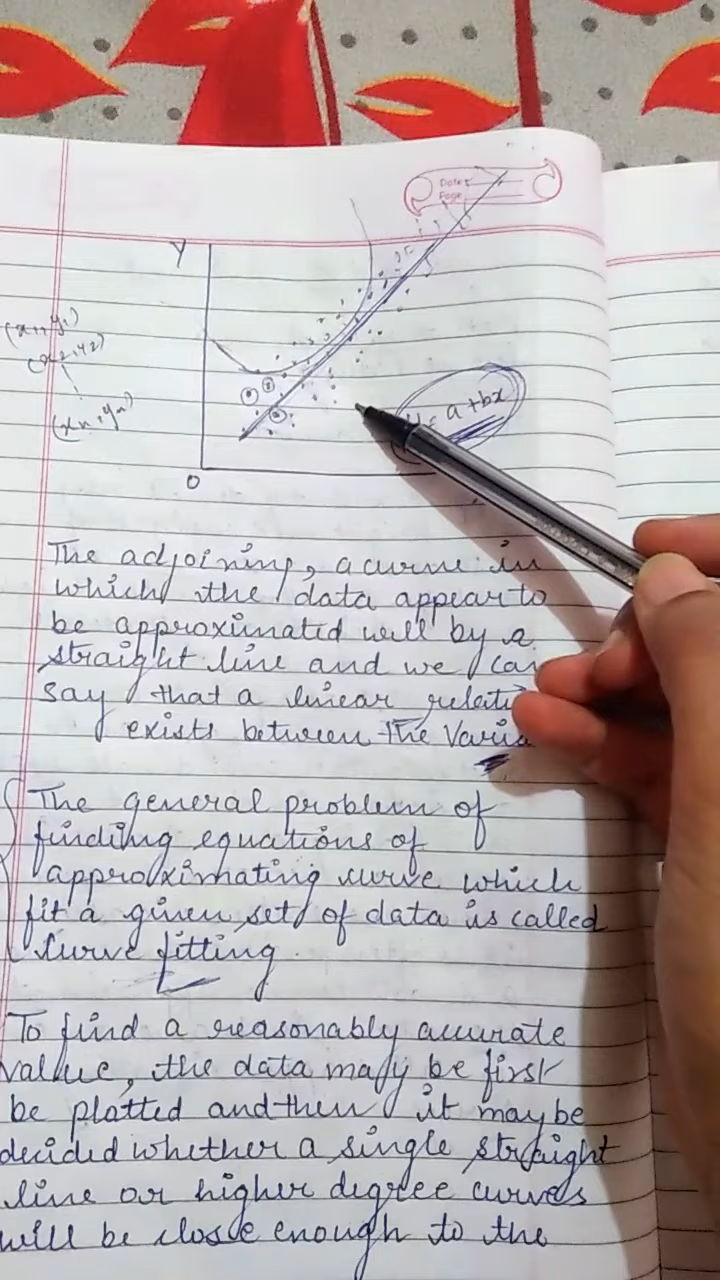 Date
Page
Y
(x1, y1)
(x2, y2)
(xn, yn)
y = a + bx
O
The adjoining, a curve in
which the data appear to
be approximated well by a
straight line and we can
say that a linear
exists between the
The general problem of
finding equations of
approximating curve which
fit a given set of data is called
curve fitting.
To find a reasonably accurate
value, the data may be first
be plotted and then it may be
decided whether a single straight
line or higher degree curves
will be close enough to the